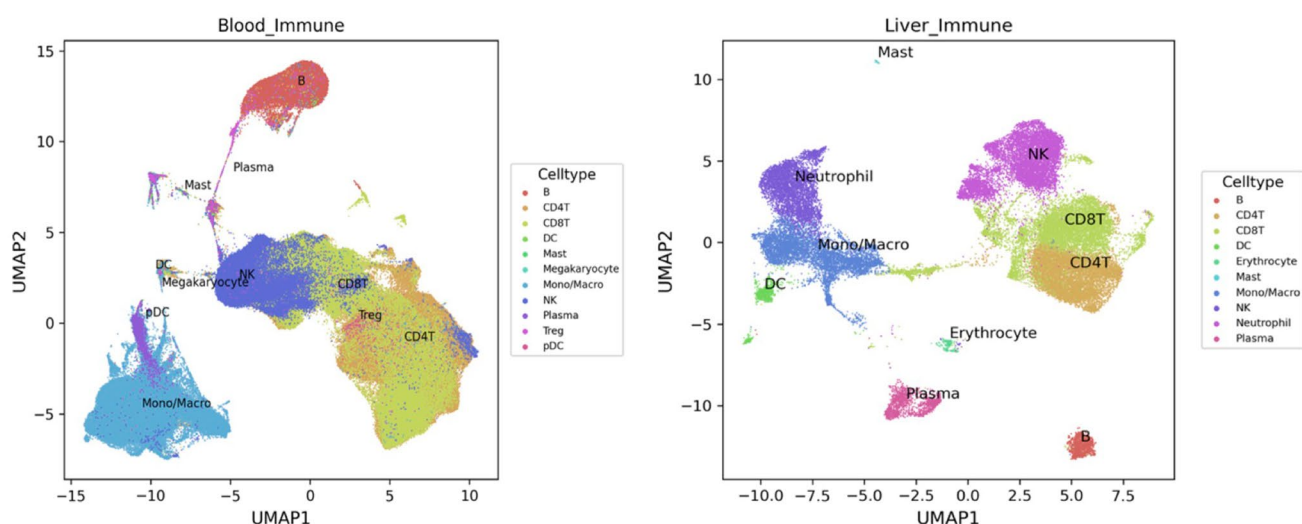 Blood_Immune
15
10
5
0
−5
UMAP2
B
Plasma
Mast
DC
Megakaryocyte
NK
CD8T
pDC
Treg
CD4T
Mono/Macro
−15 −10 −5 0 5 10
UMAP1
Celltype
B
CD4T
CD8T
DC
Mast
Megakaryocyte
Mono/Macro
NK
Plasma
Treg
pDC
Liver_Immune
10
5
0
−5
−10
UMAP2
Mast
NK
Neutrophil
CD8T
Mono/Macro
CD4T
DC
Erythrocyte
Plasma
B
−10.0 −7.5 −5.0 −2.5 0.0 2.5 5.0 7.5
UMAP1
Celltype
B
CD4T
CD8T
DC
Erythrocyte
Mast
Mono/Macro
NK
Neutrophil
Plasma